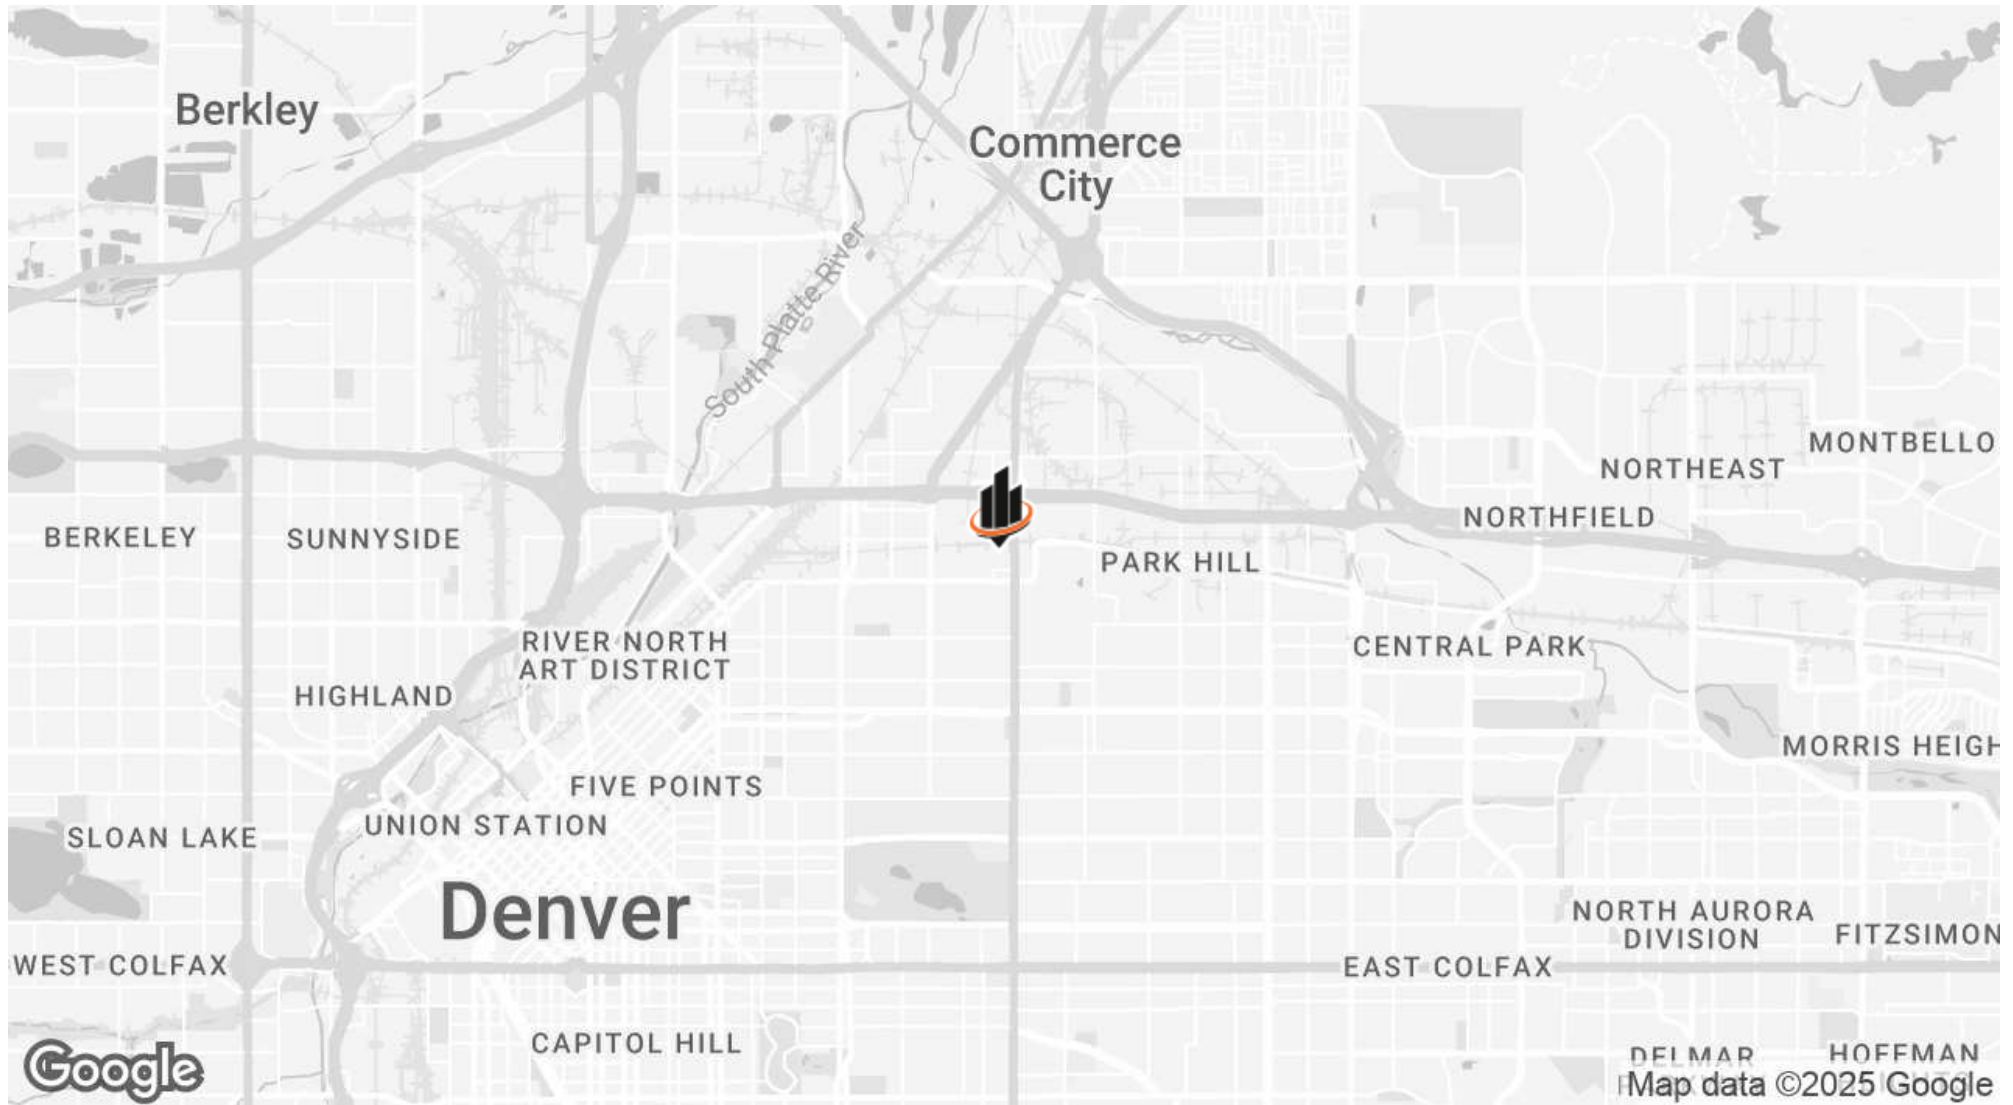 Berkley
Commerce
City
South Platte River
MONTBELLO
NORTHEAST
NORTHFIELD
BERKELEY
SUNNYSIDE
PARK HILL
RIVER NORTH
ART DISTRICT
CENTRAL PARK
HIGHLAND
MORRIS HEIGH
FIVE POINTS
UNION STATION
SLOAN LAKE
Denver
NORTH AURORA
DIVISION
FITZSIMON
WEST COLFAX
EAST COLFAX
CAPITOL HILL
DELMAR
HOFFMAN
Google
Map data ©2025 Google